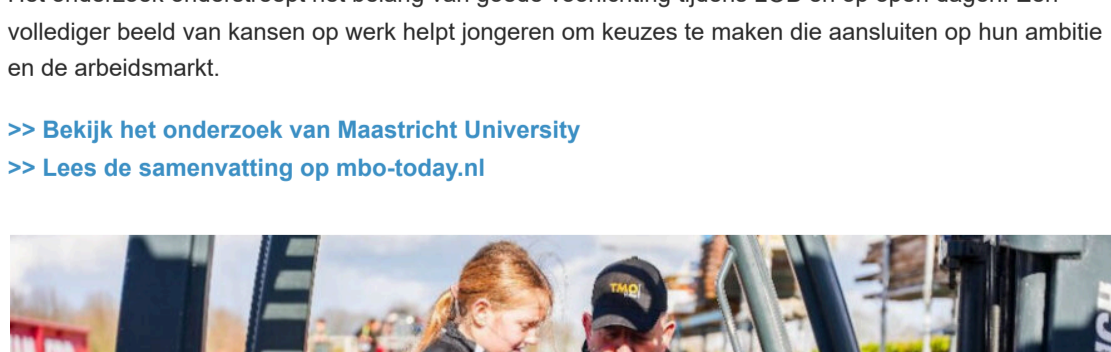 vollediger beeld van kansen op werk helpt jongeren om keuzes te maken die aansluiten op hun ambitie
en de arbeidsmarkt.
>> Bekijk het onderzoek van Maastricht University
>> Lees de samenvatting op mbo-today.nl
TMO!